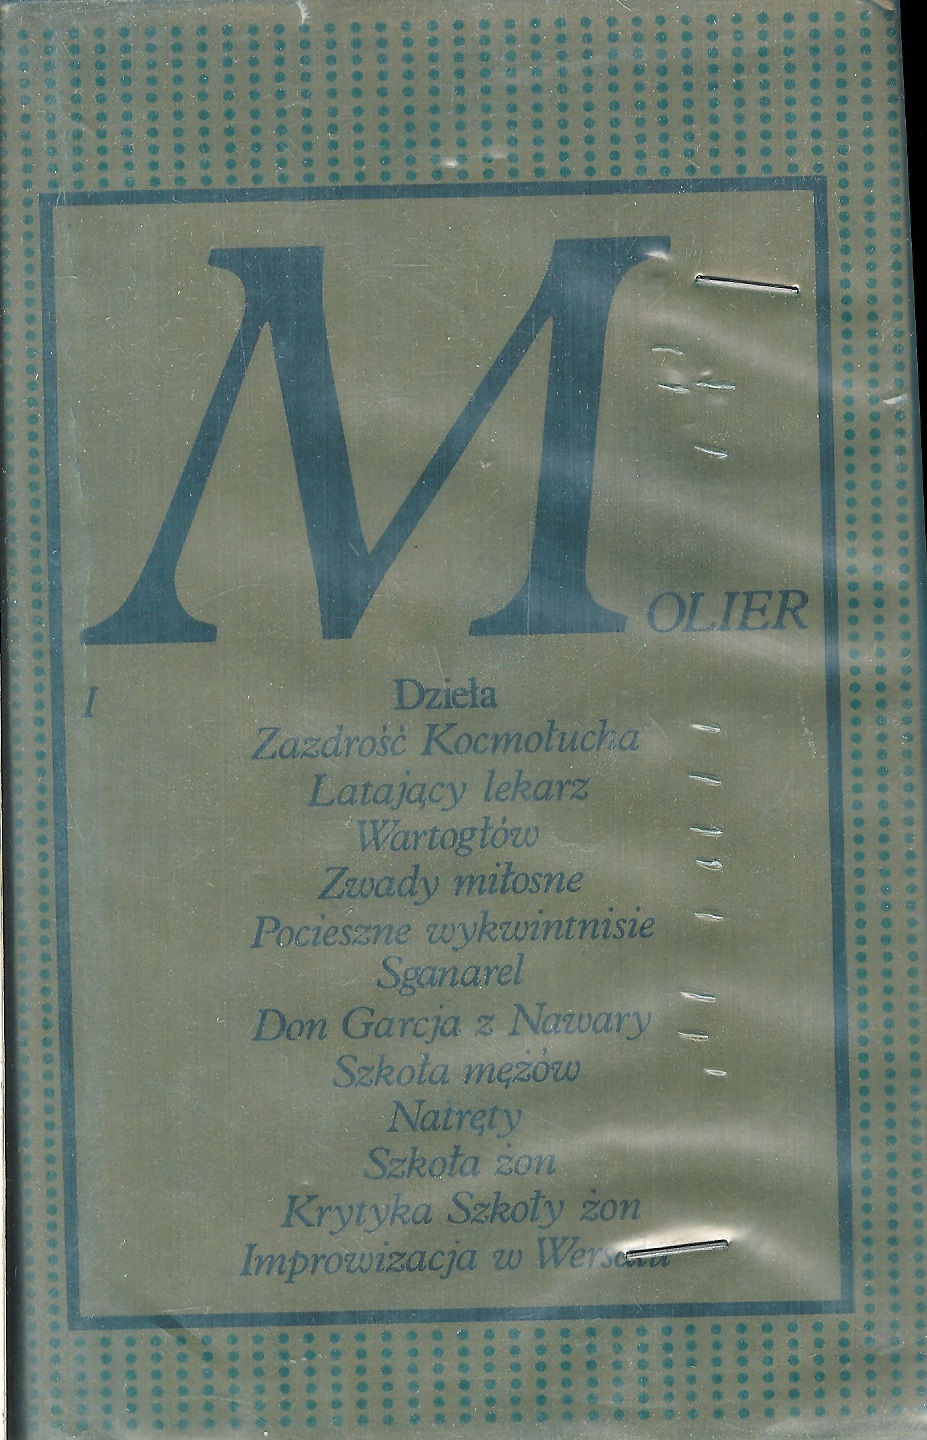 MOLIER
I Dzieła
Zazdrość Kocmołucha
Latający lekarz
Wartogłów
Zwady miłosne
Pocieszne wykwintnisie
Sganarel
Don Garcja z Nawary
Szkoła mężów
Natręty
Szkoła żon
Krytyka Szkoły żon
Improwizacja w Wersalu